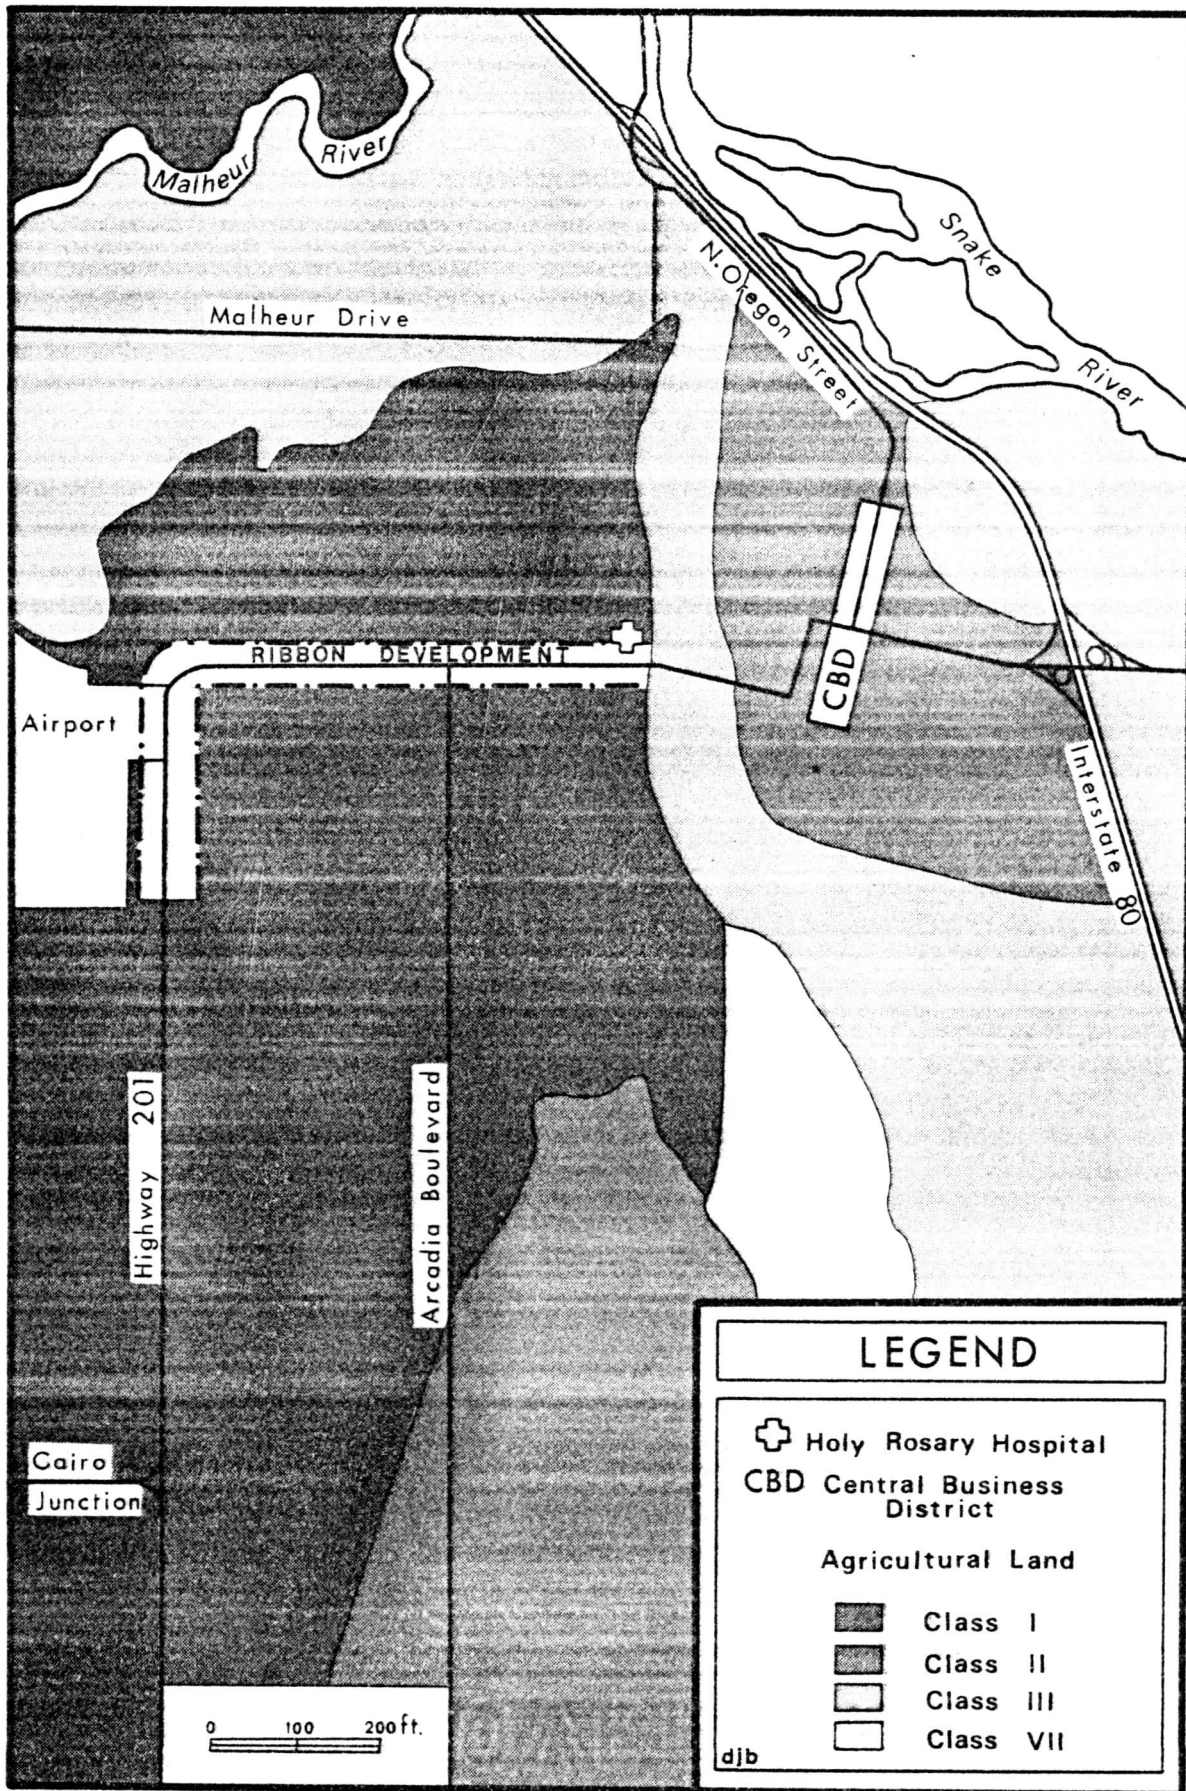 Malheur River
Snake River
N. Oregon Street
Malheur Drive
CBD
RIBBON DEVELOPMENT
Airport
Interstate 80
Highway 201
Arcadia Boulevard
Cairo
Junction
0 100 200 ft.
LEGEND
Holy Rosary Hospital
CBD Central Business
District
Agricultural Land
Class I
Class II
Class III
Class VII
djb